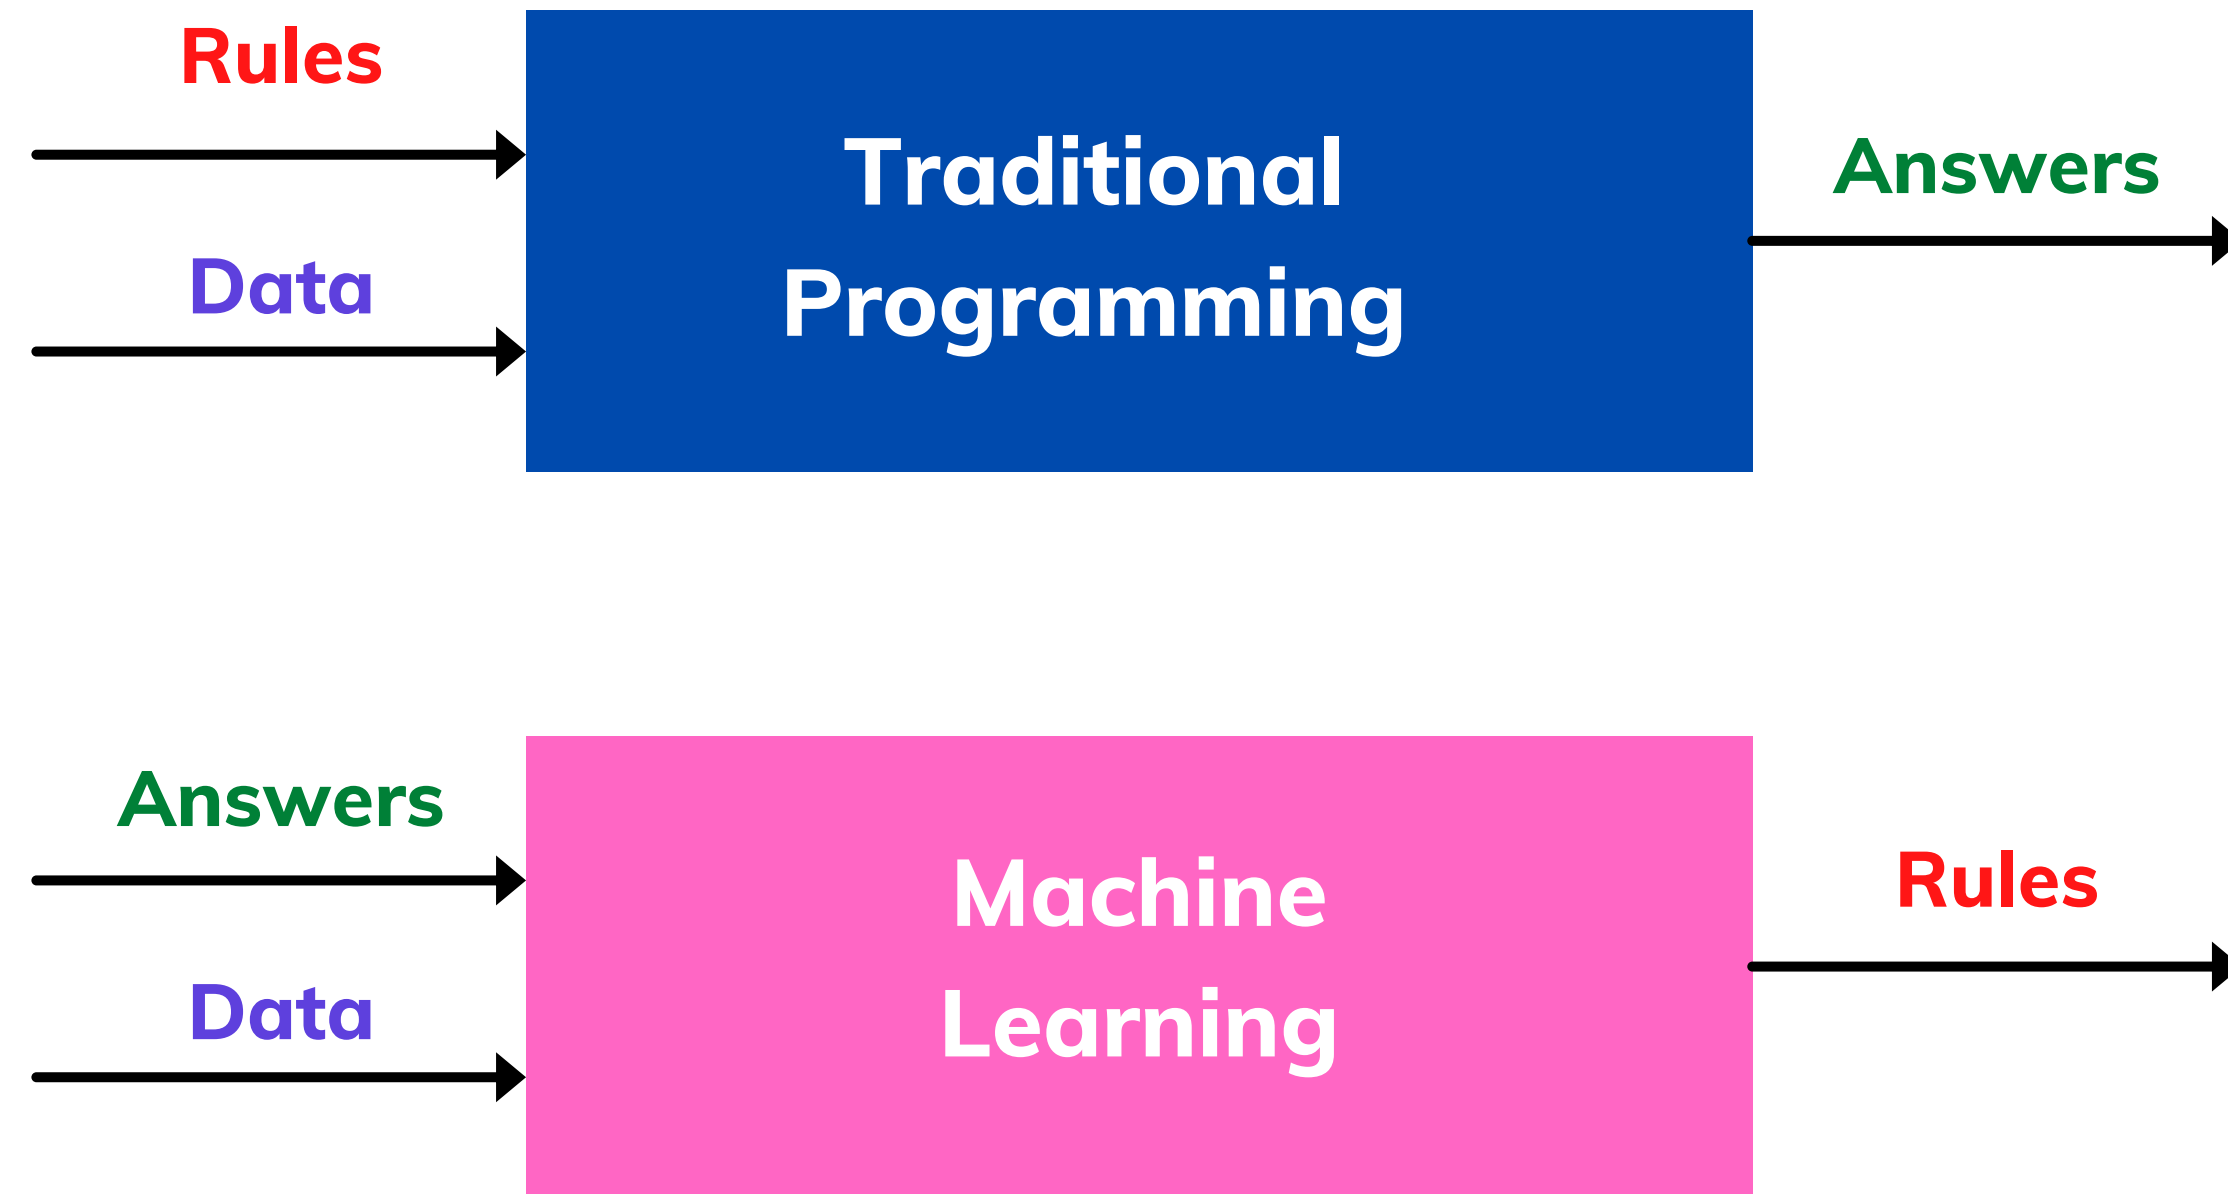 Rules
Data
Traditional
Programming
Answers
Answers
Data
Machine
Learning
Rules